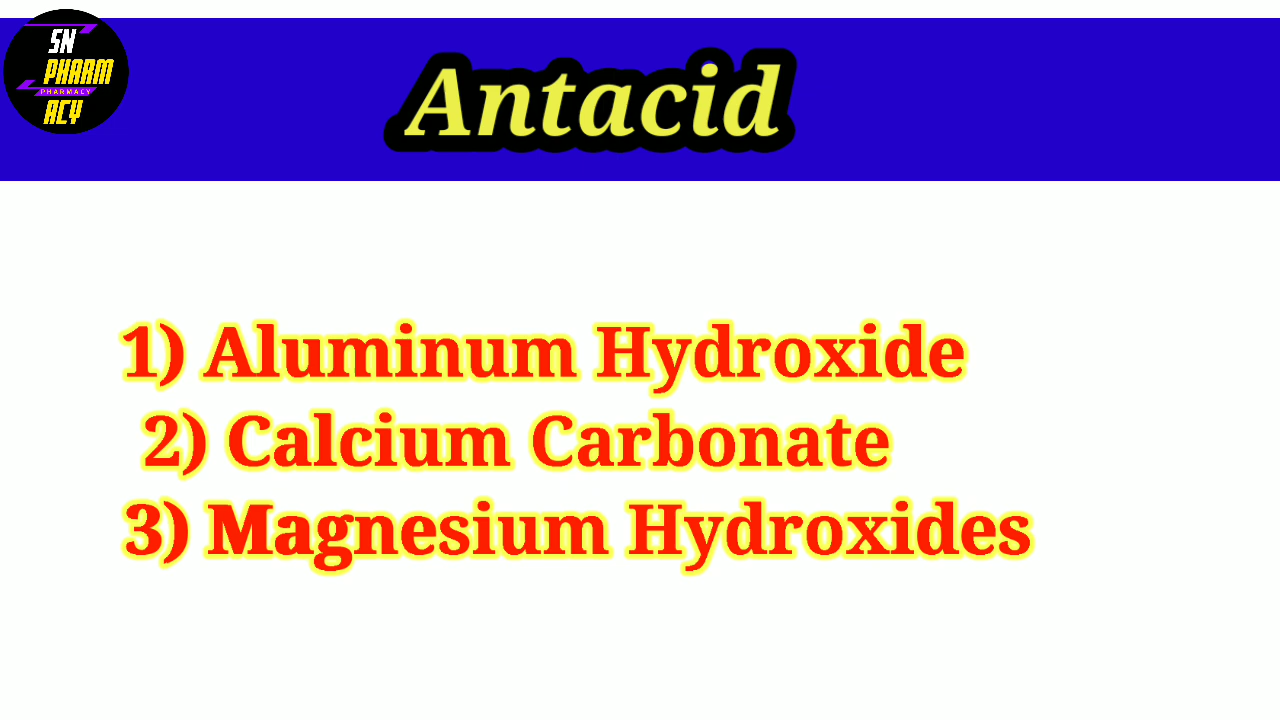 SN
PHARM
PHARMACY
ACY
Antacid
1) Aluminum Hydroxide
2) Calcium Carbonate
3) Magnesium Hydroxides